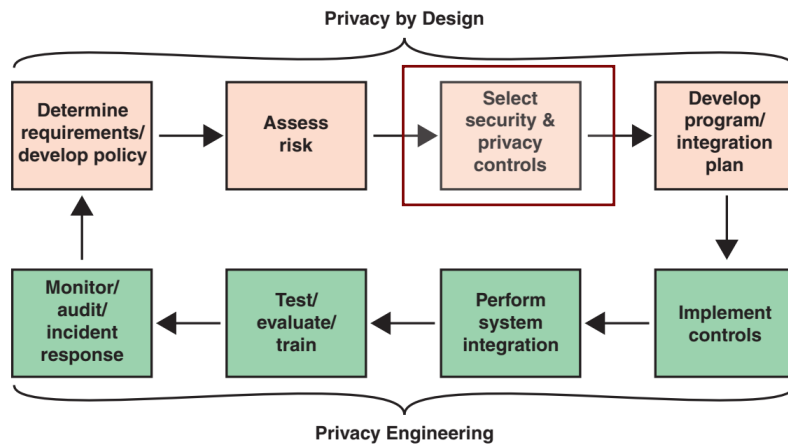 Privacy by Design
Determine
requirements/
develop policy
Assess
risk
Select
security &
privacy
controls
Develop
program/
integration
plan
Monitor/
audit/
incident
response
Test/
evaluate/
train
Perform
system
integration
Implement
controls
Privacy Engineering